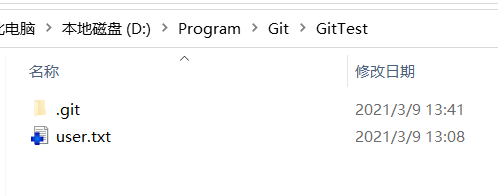 电脑 › 本地磁盘 (D:) › Program › Git › GitTest
名称 修改日期
.git 2021/3/9 13:41
user.txt 2021/3/9 13:08